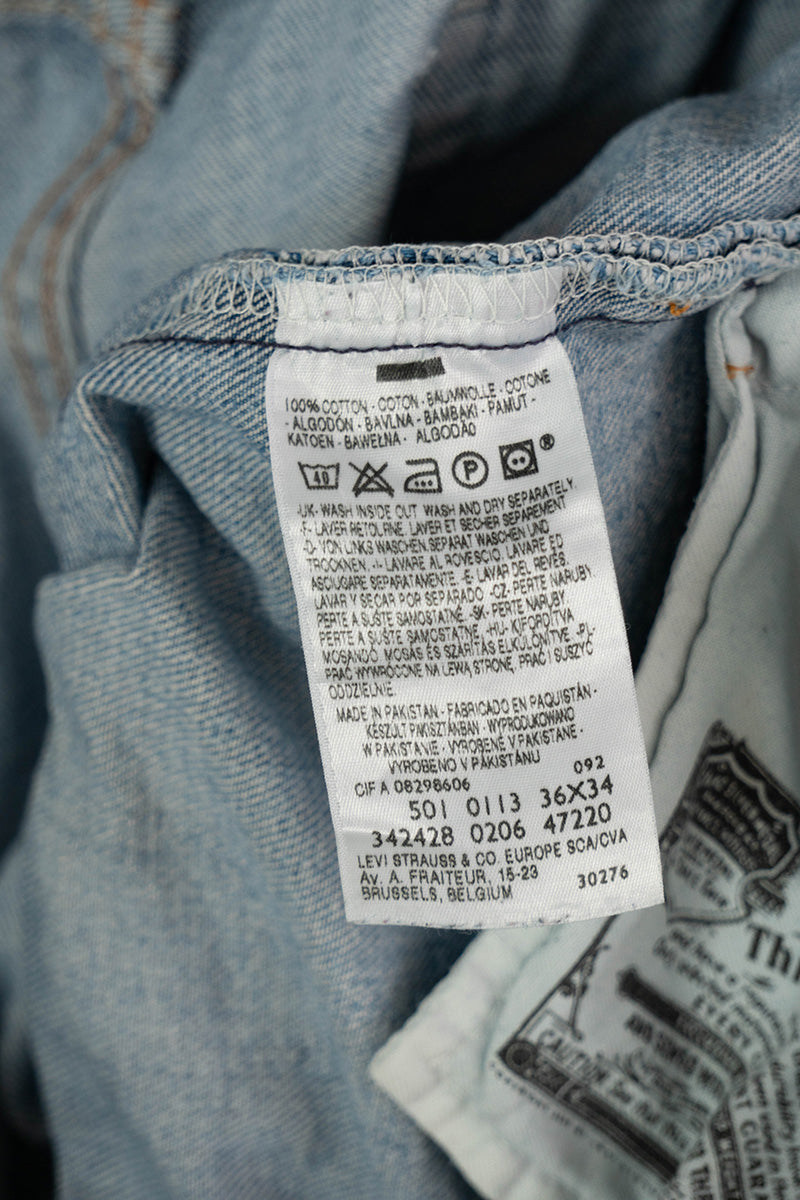 100% COTTON - COTON - BAUMWOLLE - COTONE
- ALGODÓN - BAVLNA - BAMBAKI - PAMUT -
KATOEN - BAWEŁNA - ALGODÃO
40 P ®
-UK- WASH INSIDE OUT WASH AND DRY SEPARATELY.
-F- LAVER RETOURNE. LAVER ET SECHER SEPAREMENT
-D- VON LINKS WASCHEN SEPARAT WASCHEN UND
TROCKNEN. -I- LAVARE AL ROVESCIO. LAVARE ED
ASCIUGARE SEPARATAMENTE. -E- LAVAR DEL REVES.
LAVAR Y SECAR POR SEPARADO -CZ- PERTE NARUBY.
PERTE A SUŠTE SAMOSTATNĚ. -SK- PERTE NARUBY
PERTE A SUŠTE SAMOSTATNE. -HU- KIFORDÍTVA
MOSANDÓ MOSÁS ÉS SZÁRÍTÁS ELKÜLÖNÍTVE -PL-
PRAĆ WYWRÓCONE NA LEWĄ STRONĘ, PRAĆ I SUSZYĆ
ODDZIELNIE.
MADE IN PAKISTAN - FABRICADO EN PAQUISTÁN -
KÉSZÜLT PAKISZTÁNBAN - WYPRODUKOWANO
W PAKISTANIE - VYROBENÉ V PAKISTANE -
VYROBENO V PÁKISTÁNU
CIF A 08298606 092
501 0113 36X34
342428 0206 47220
LEVI STRAUSS & CO. EUROPE SCA/CVA
Av. A. FRAITEUR, 15-23
BRUSSELS, BELGIUM 30276
Thi
EVERY
CAUTION
GUAR